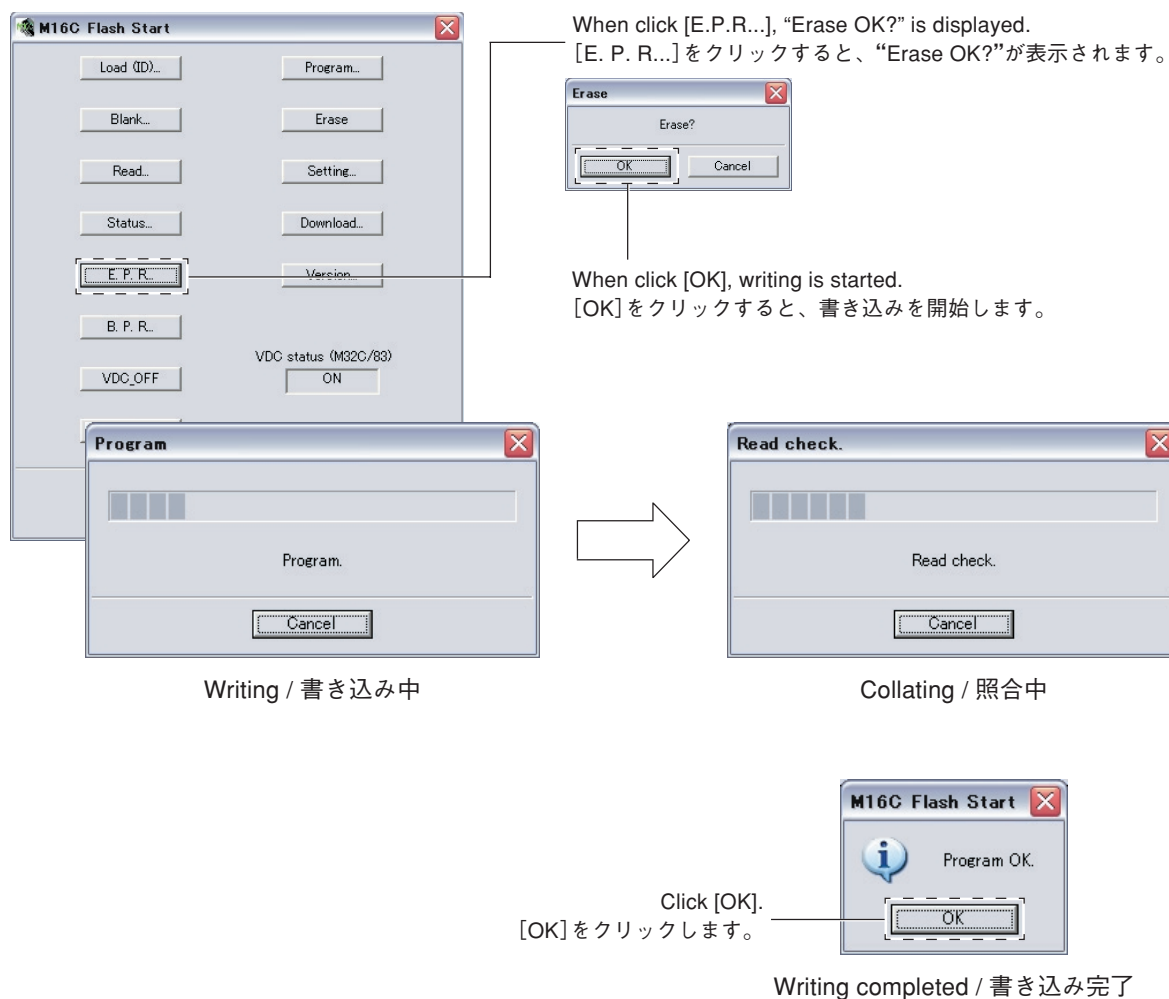 M16C Flash Start
Load (ID)...
Program...
Blank...
Erase
Read...
Setting...
Status...
Download...
E. P. R...
Version...
B. P. R...
VDC_OFF
VDC status (M32C/83)
ON
When click [E.P.R...], “Erase OK?” is displayed.
[E. P. R...]をクリックすると、“Erase OK?”が表示されます。
Erase
Erase?
OK
Cancel
When click [OK], writing is started.
[OK]をクリックすると、書き込みを開始します。
Program
Program.
Cancel
Writing / 書き込み中
Read check.
Read check.
Cancel
Collating / 照合中
M16C Flash Start
Program OK.
OK
Click [OK].
[OK]をクリックします。
Writing completed / 書き込み完了